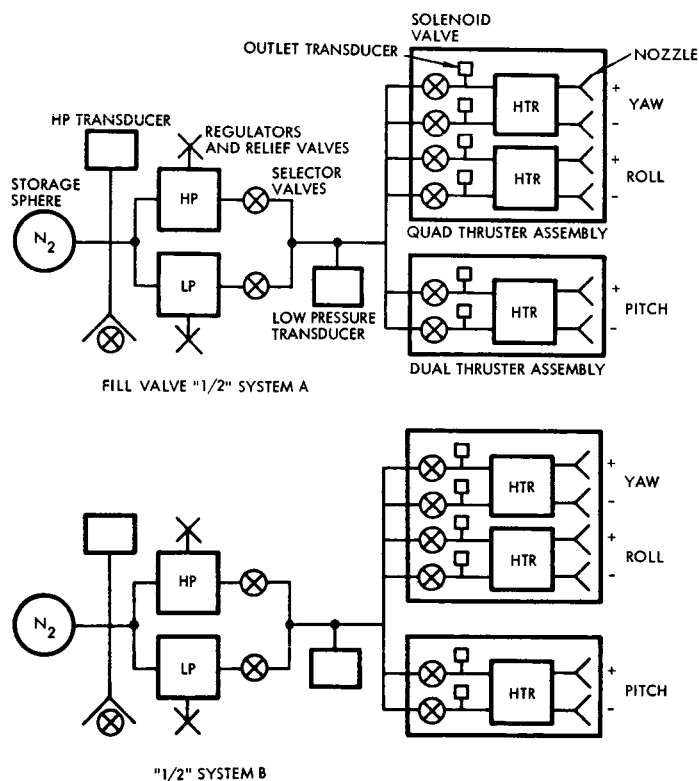 SOLENOID
VALVE
OUTLET TRANSDUCER
NOZZLE
HTR
+
YAW
-
HP TRANSDUCER
REGULATORS
AND RELIEF VALVES
SELECTOR
VALVES
HTR
+
ROLL
-
STORAGE
SPHERE
N2
HP
QUAD THRUSTER ASSEMBLY
LP
LOW PRESSURE
TRANSDUCER
HTR
+
PITCH
-
DUAL THRUSTER ASSEMBLY
FILL VALVE "1/2" SYSTEM A
HTR
+
YAW
-
HTR
+
ROLL
-
N2
HP
LP
HTR
+
PITCH
-
"1/2" SYSTEM B